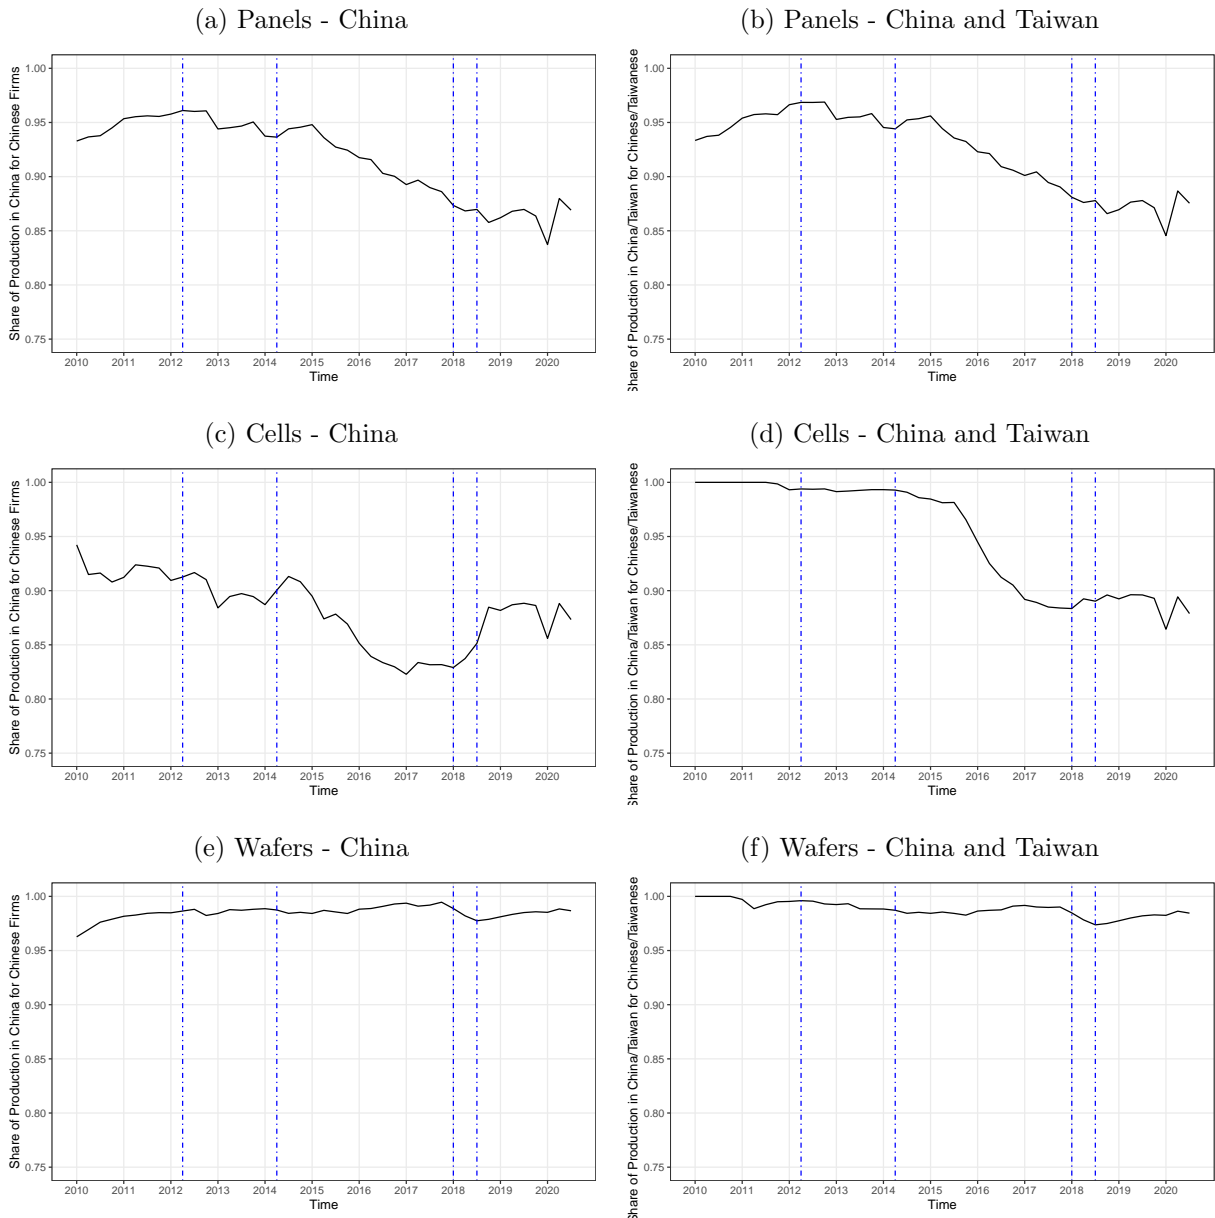 (a) Panels - China
(b) Panels - China and Taiwan
Share of Production in China for Chinese Firms
1.00
0.95
0.90
0.85
0.80
0.75
2010 2011 2012 2013 2014 2015 2016 2017 2018 2019 2020
Time
Share of Production in China/Taiwan for Chinese/Taiwanese
1.00
0.95
0.90
0.85
0.80
0.75
2010 2011 2012 2013 2014 2015 2016 2017 2018 2019 2020
Time
(c) Cells - China
(d) Cells - China and Taiwan
Share of Production in China for Chinese Firms
1.00
0.95
0.90
0.85
0.80
0.75
2010 2011 2012 2013 2014 2015 2016 2017 2018 2019 2020
Time
Share of Production in China/Taiwan for Chinese/Taiwanese
1.00
0.95
0.90
0.85
0.80
0.75
2010 2011 2012 2013 2014 2015 2016 2017 2018 2019 2020
Time
(e) Wafers - China
(f) Wafers - China and Taiwan
Share of Production in China for Chinese Firms
1.00
0.95
0.90
0.85
0.80
0.75
2010 2011 2012 2013 2014 2015 2016 2017 2018 2019 2020
Time
Share of Production in China/Taiwan for Chinese/Taiwanese
1.00
0.95
0.90
0.85
0.80
0.75
2010 2011 2012 2013 2014 2015 2016 2017 2018 2019 2020
Time